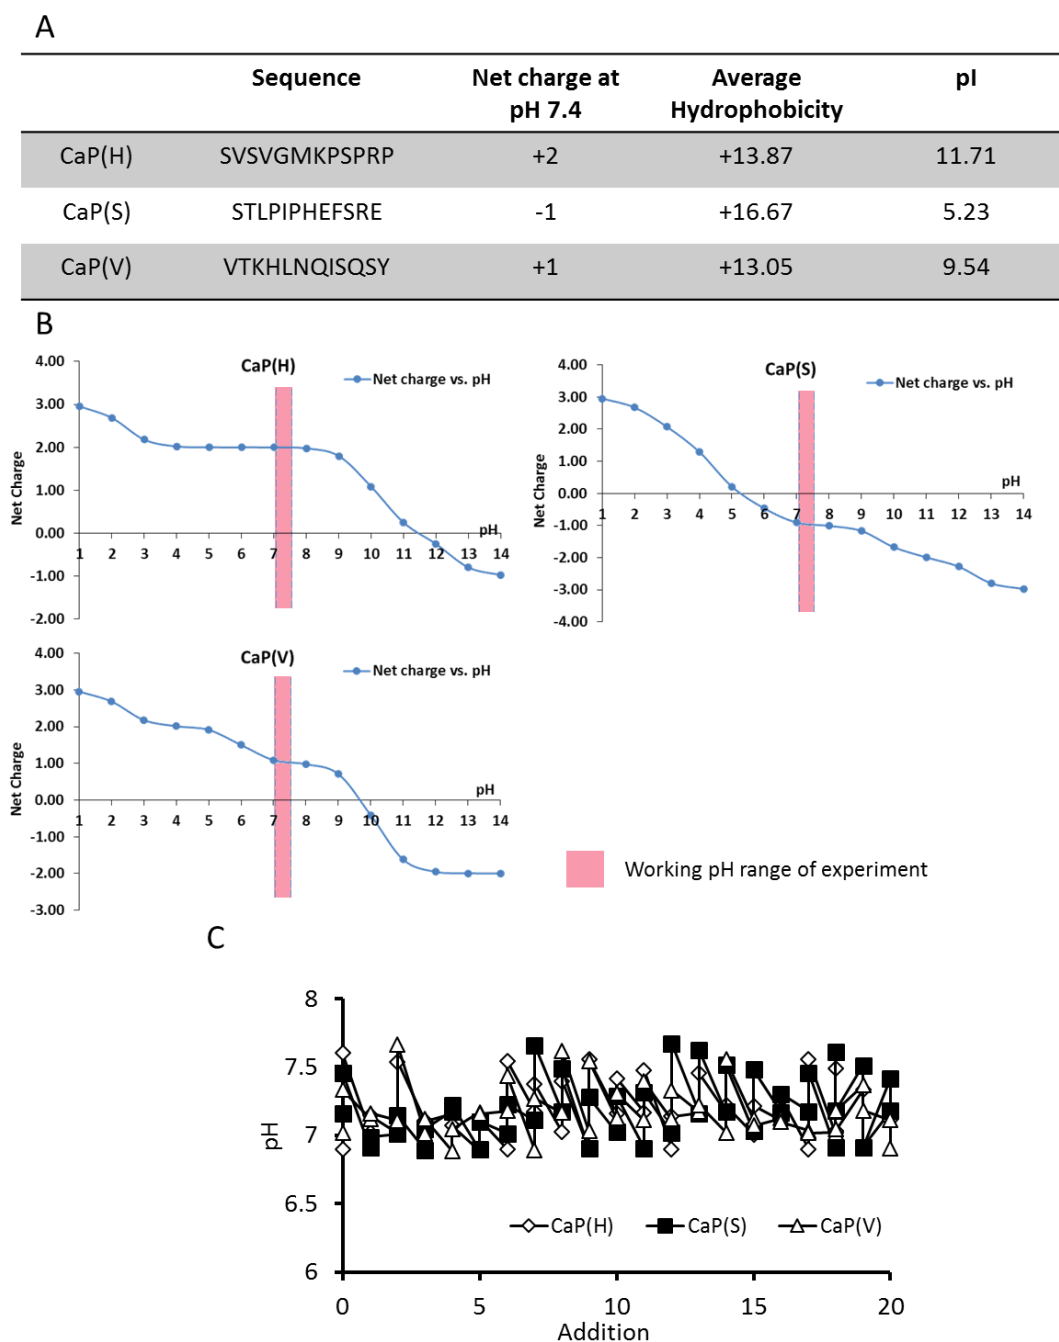 A
Sequence Net charge at pH 7.4 Average Hydrophobicity pI
CaP(H) SVSVGMKPSPRP +2 +13.87 11.71
CaP(S) STLPIPHEFSRE -1 +16.67 5.23
CaP(V) VTKHLNQISQSY +1 +13.05 9.54
B
CaP(H)
Net charge vs. pH
4.00
3.00
2.00
1.00
0.00
-1.00
-2.00
Net Charge
pH
1 2 3 4 5 6 7 8 9 10 11 12 13 14
CaP(S)
Net charge vs. pH
4.00
3.00
2.00
1.00
0.00
-1.00
-2.00
-3.00
-4.00
Net Charge
pH
1 2 3 4 5 6 7 8 9 10 11 12 13 14
CaP(V)
Net charge vs. pH
4.00
3.00
2.00
1.00
0.00
-1.00
-2.00
-3.00
Net Charge
pH
1 2 3 4 5 6 7 8 9 10 11 12 13 14
Working pH range of experiment
C
8
7.5
7
6.5
6
pH
CaP(H) CaP(S) CaP(V)
0 5 10 15 20
Addition